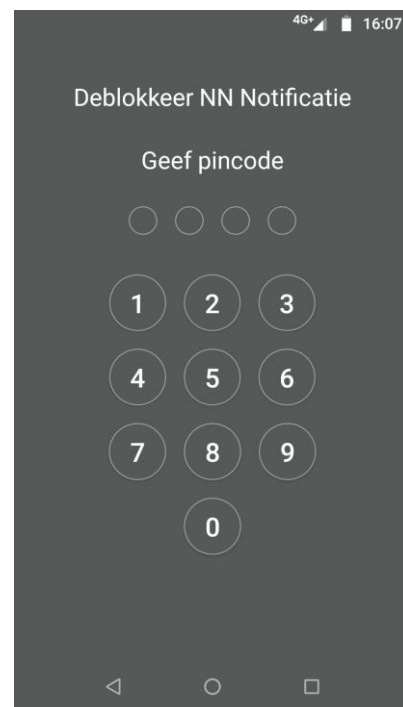 4G+ 16:07
Deblokkeer NN Notificatie
Geef pincode
1 2 3
4 5 6
7 8 9
0